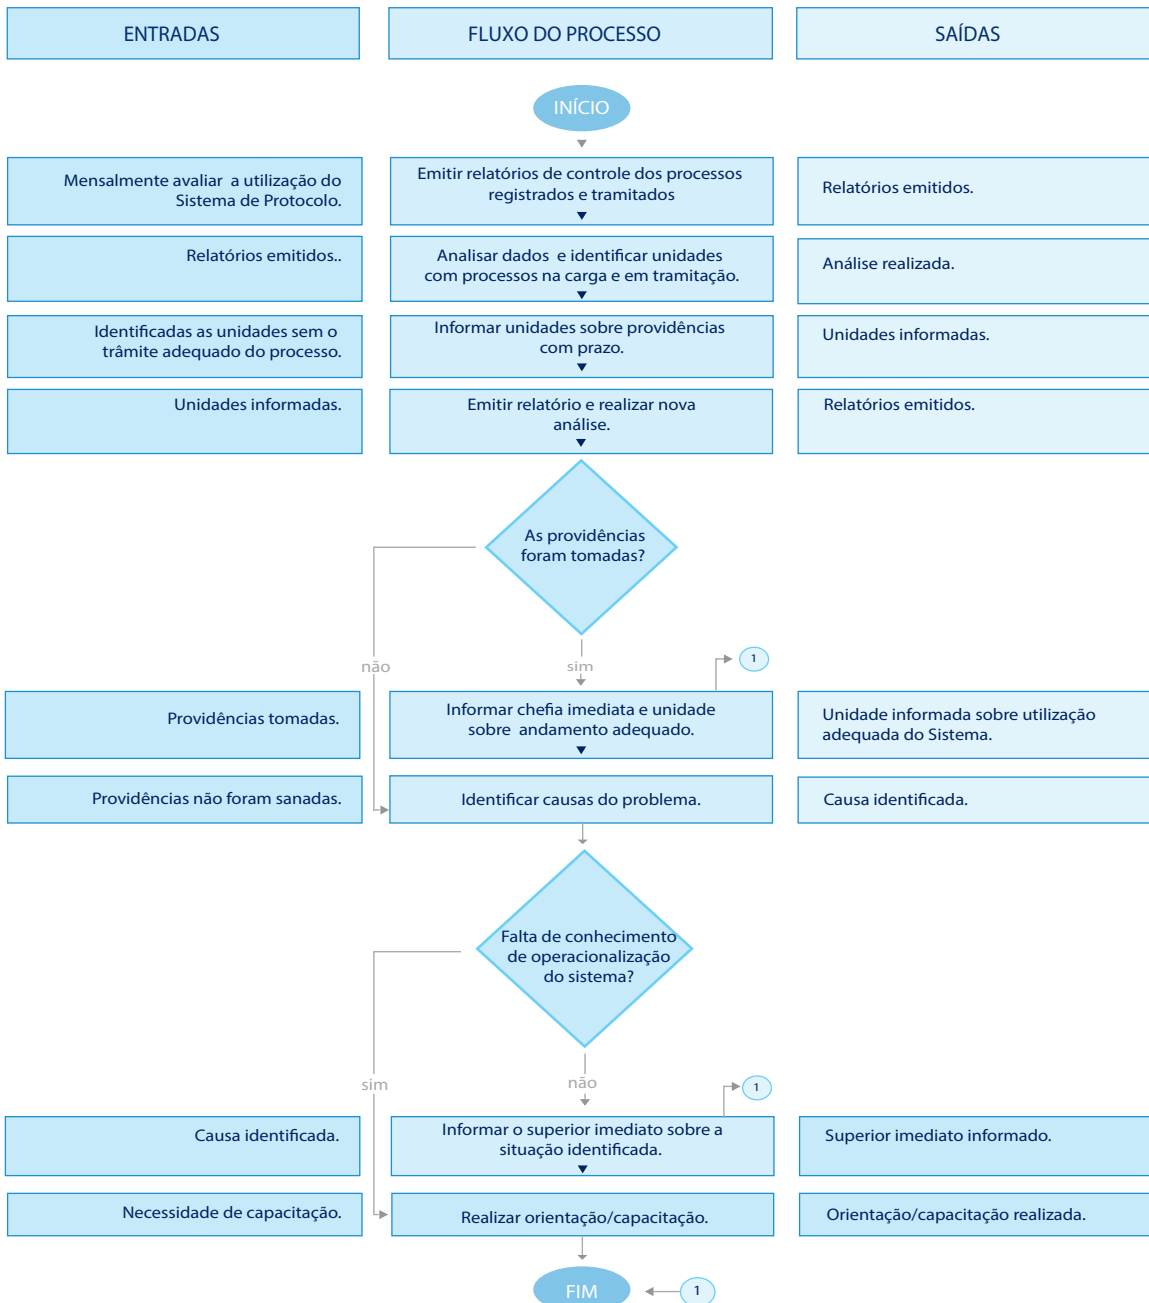 ENTRADAS
FLUXO DO PROCESSO
SAÍDAS
INÍCIO
Mensalmente avaliar a utilização do
Sistema de Protocolo.
Emitir relatórios de controle dos processos
registrados e tramitados
Relatórios emitidos.
Relatórios emitidos..
Analisar dados e identificar unidades
com processos na carga e em tramitação.
Análise realizada.
Identificadas as unidades sem o
trâmite adequado do processo.
Informar unidades sobre providências
com prazo.
Unidades informadas.
Unidades informadas.
Emitir relatório e realizar nova
análise.
Relatórios emitidos.
As providências
foram tomadas?
não
sim
1
Providências tomadas.
Informar chefia imediata e unidade
sobre andamento adequado.
Unidade informada sobre utilização
adequada do Sistema.
Providências não foram sanadas.
Identificar causas do problema.
Causa identificada.
Falta de conhecimento
de operacionalização
do sistema?
sim
não
1
Causa identificada.
Informar o superior imediato sobre a
situação identificada.
Superior imediato informado.
Necessidade de capacitação.
Realizar orientação/capacitação.
Orientação/capacitação realizada.
FIM
1